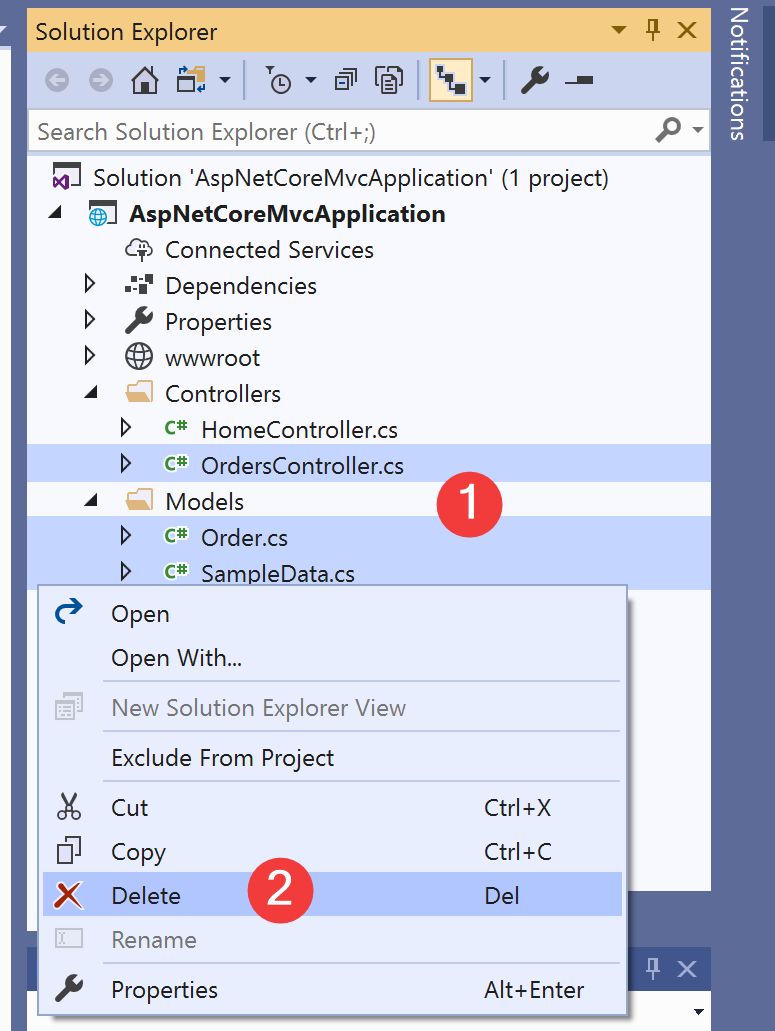 Solution Explorer
Notifications
Search Solution Explorer (Ctrl+;)
Solution 'AspNetCoreMvcApplication' (1 project)
AspNetCoreMvcApplication
Connected Services
Dependencies
Properties
wwwroot
Controllers
C# HomeController.cs
C# OrdersController.cs
1
Models
C# Order.cs
C# SampleData.cs
Open
Open With...
New Solution Explorer View
Exclude From Project
Cut Ctrl+X
Copy Ctrl+C
Delete 2 Del
Rename
Properties Alt+Enter